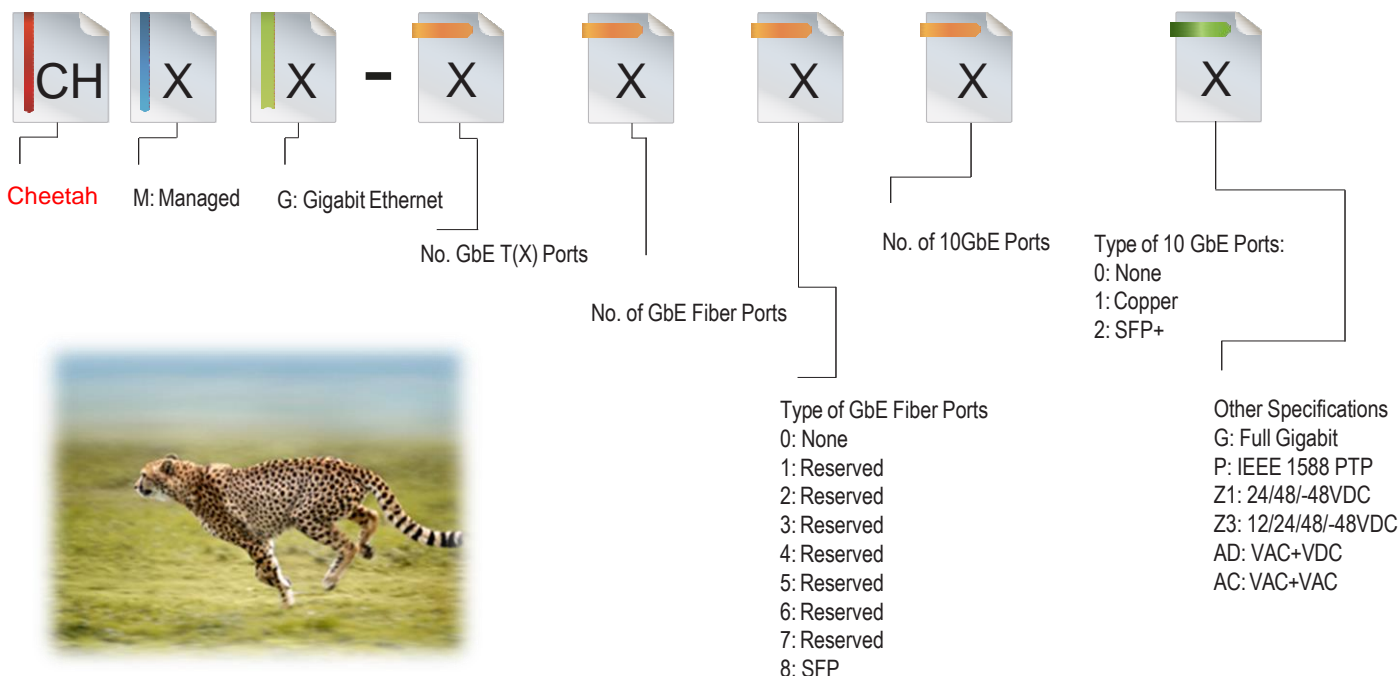 CH X X - X X X X X
Cheetah
M: Managed
G: Gigabit Ethernet
No. GbE T(X) Ports
No. of GbE Fiber Ports
Type of GbE Fiber Ports
0: None
1: Reserved
2: Reserved
3: Reserved
4: Reserved
5: Reserved
6: Reserved
7: Reserved
8: SFP
No. of 10GbE Ports
Type of 10 GbE Ports:
0: None
1: Copper
2: SFP+
Other Specifications
G: Full Gigabit
P: IEEE 1588 PTP
Z1: 24/48/-48VDC
Z3: 12/24/48/-48VDC
AD: VAC+VDC
AC: VAC+VAC